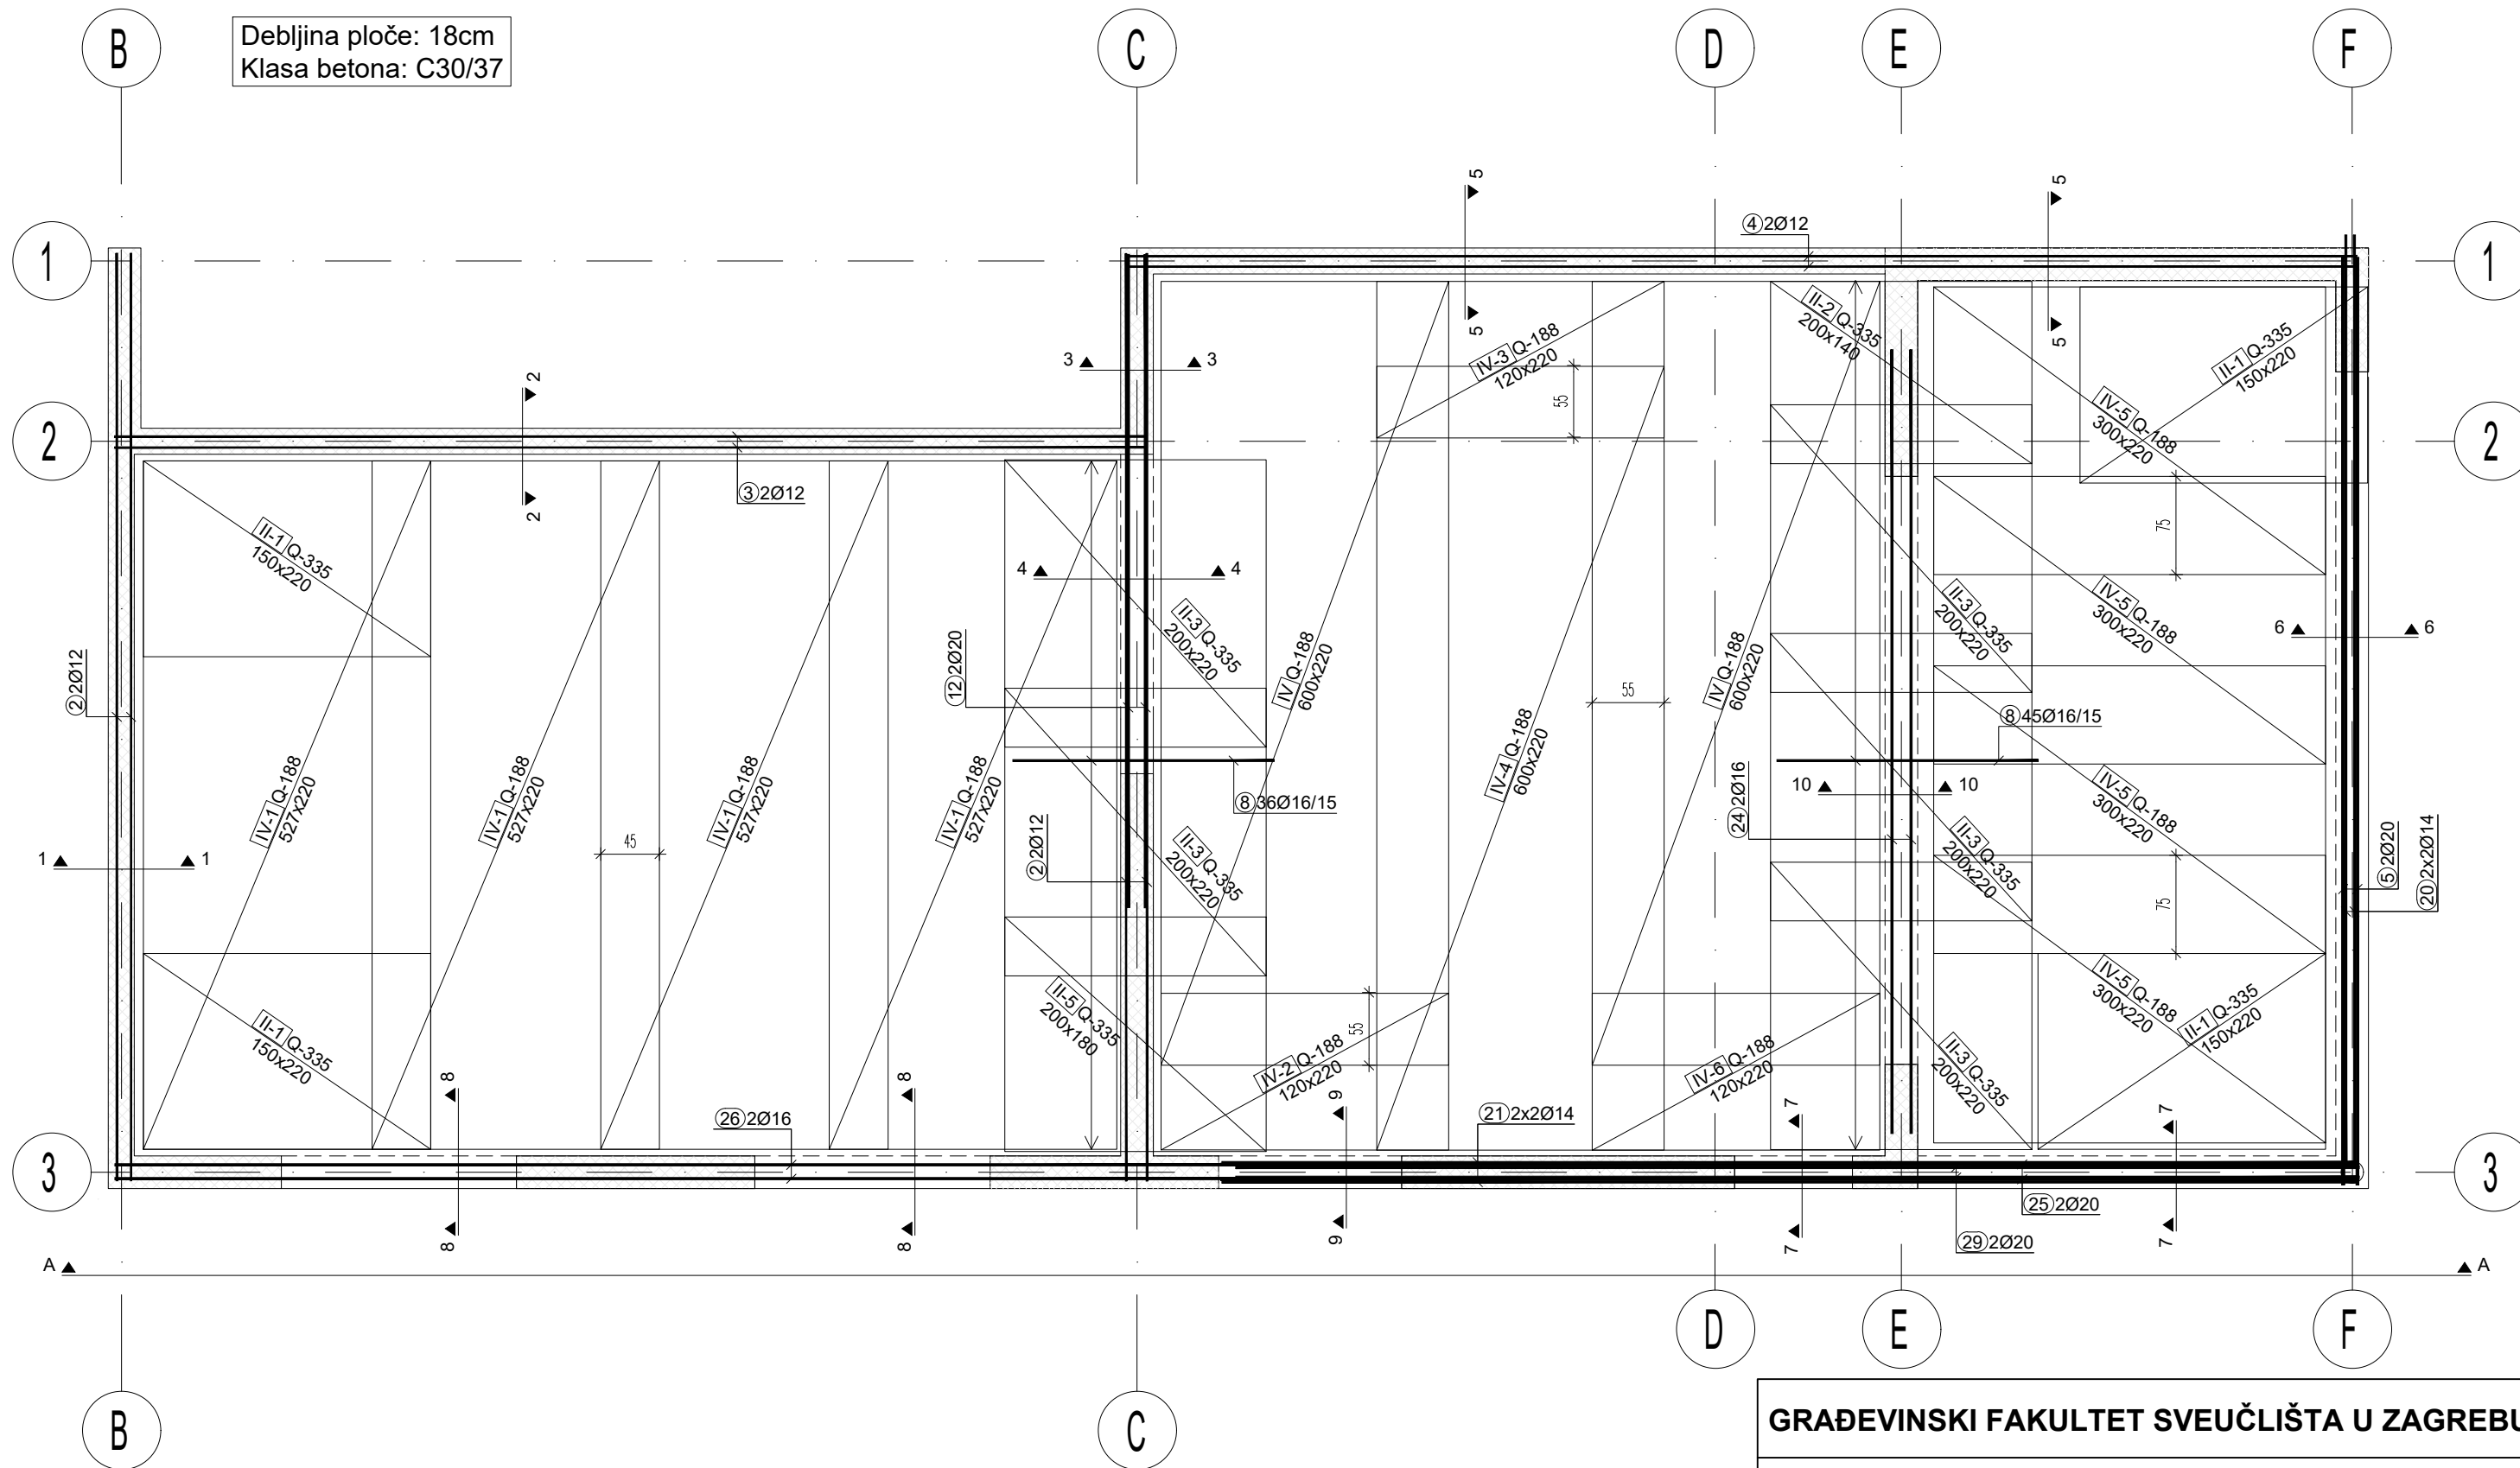 B
C
D
E
F
Debljina ploče: 18cm
Klasa betona: C30/37
5
5
④2Ø12
1
1
II-2 Q-335
200x140
5
5
IV-3 Q-188
120x220
II-1 Q-335
150x220
3
3
2
55
IV-5 Q-188
300x220
2
2
③2Ø12
2
II-1 Q-335
150x220
75
4
4
II-3 Q-335
200x220
II-3 Q-335
200x220
IV-5 Q-188
300x220
6
6
②2Ø12
⑫2Ø20
IV Q-188
600x220
55
IV Q-188
600x220
⑧45Ø16/15
IV-1 Q-188
527x220
IV-1 Q-188
527x220
IV-1 Q-188
527x220
IV-1 Q-188
527x220
IV-4 Q-188
600x220
⑧36Ø16/15
㉔2Ø16
10
10
IV-5 Q-188
300x220
45
②2Ø12
1
1
II-3 Q-335
200x220
II-3 Q-335
200x220
75
⑤2Ø20
⑳2x2Ø14
II-1 Q-335
150x220
II-5 Q-335
200x180
55
IV-2 Q-188
120x220
IV-6 Q-188
120x220
II-3 Q-335
200x220
IV-5 Q-188
300x220
II-1 Q-335
150x220
8
8
9
7
7
㉖2Ø16
㉑2x2Ø14
3
3
㉕2Ø20
㉙2Ø20
8
8
9
7
7
A
A
D
E
F
B
C
GRAĐEVINSKI FAKULTET SVEUČLIŠTA U ZAGREBU